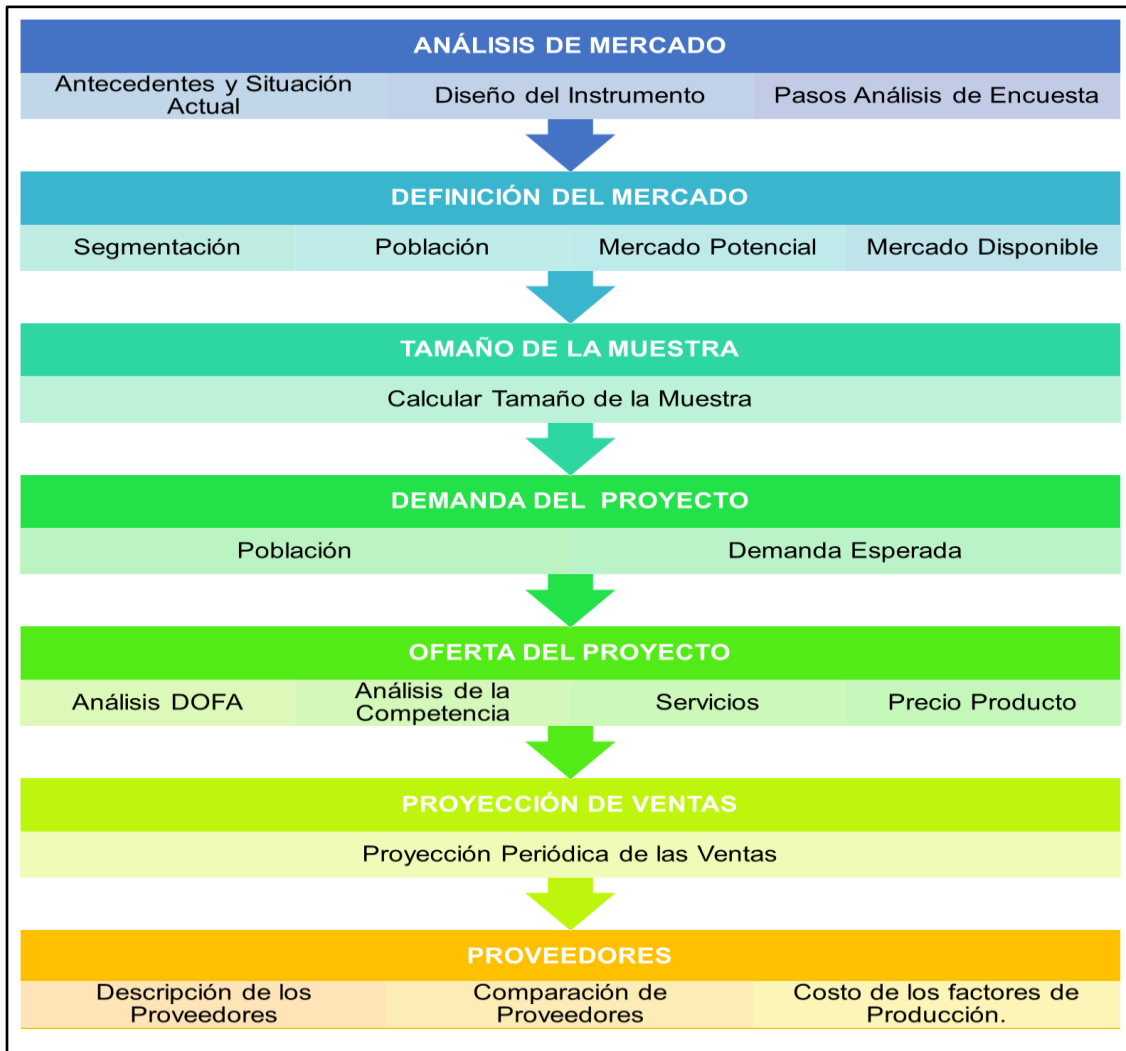 ANÁLISIS DE MERCADO
Antecedentes y Situación
Actual
Diseño del Instrumento
Pasos Análisis de Encuesta
DEFINICIÓN DEL MERCADO
Segmentación
Población
Mercado Potencial
Mercado Disponible
TAMAÑO DE LA MUESTRA
Calcular Tamaño de la Muestra
DEMANDA DEL PROYECTO
Población
Demanda Esperada
OFERTA DEL PROYECTO
Análisis DOFA
Análisis de la
Competencia
Servicios
Precio Producto
PROYECCIÓN DE VENTAS
Proyección Periódica de las Ventas
PROVEEDORES
Descripción de los
Proveedores
Comparación de
Proveedores
Costo de los factores de
Producción.